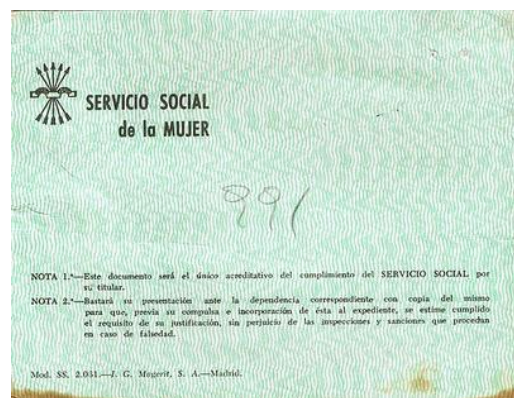 SERVICIO SOCIAL
de la MUJER
991
NOTA 1.ª—Este documento será el único acreditativo del cumplimiento del SERVICIO SOCIAL por
su titular.
NOTA 2.ª—Bastará su presentación ante la dependencia correspondiente con copia del mismo
para que, previa su compulsa e incorporación de ésta al expediente, se estime cumplido
el requisito de su justificación, sin perjuicio de las inspecciones y sanciones que procedan
en caso de falsedad.
Mod. SS. 2.051.—J. G. Magerit, S. A.—Madrid.